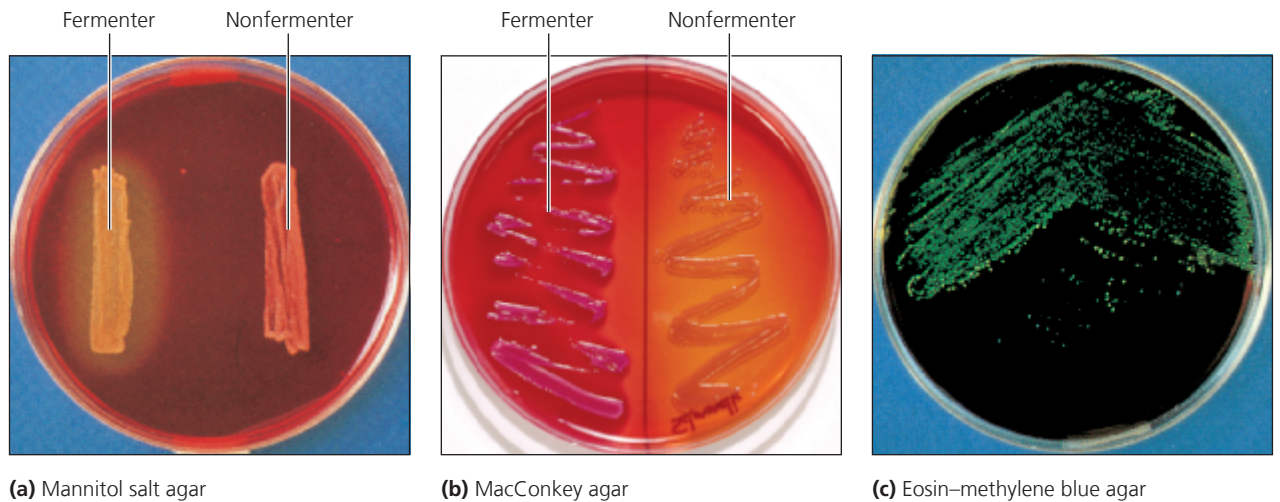 Fermenter Nonfermenter
Fermenter Nonfermenter
(a) Mannitol salt agar
(b) MacConkey agar
(c) Eosin–methylene blue agar